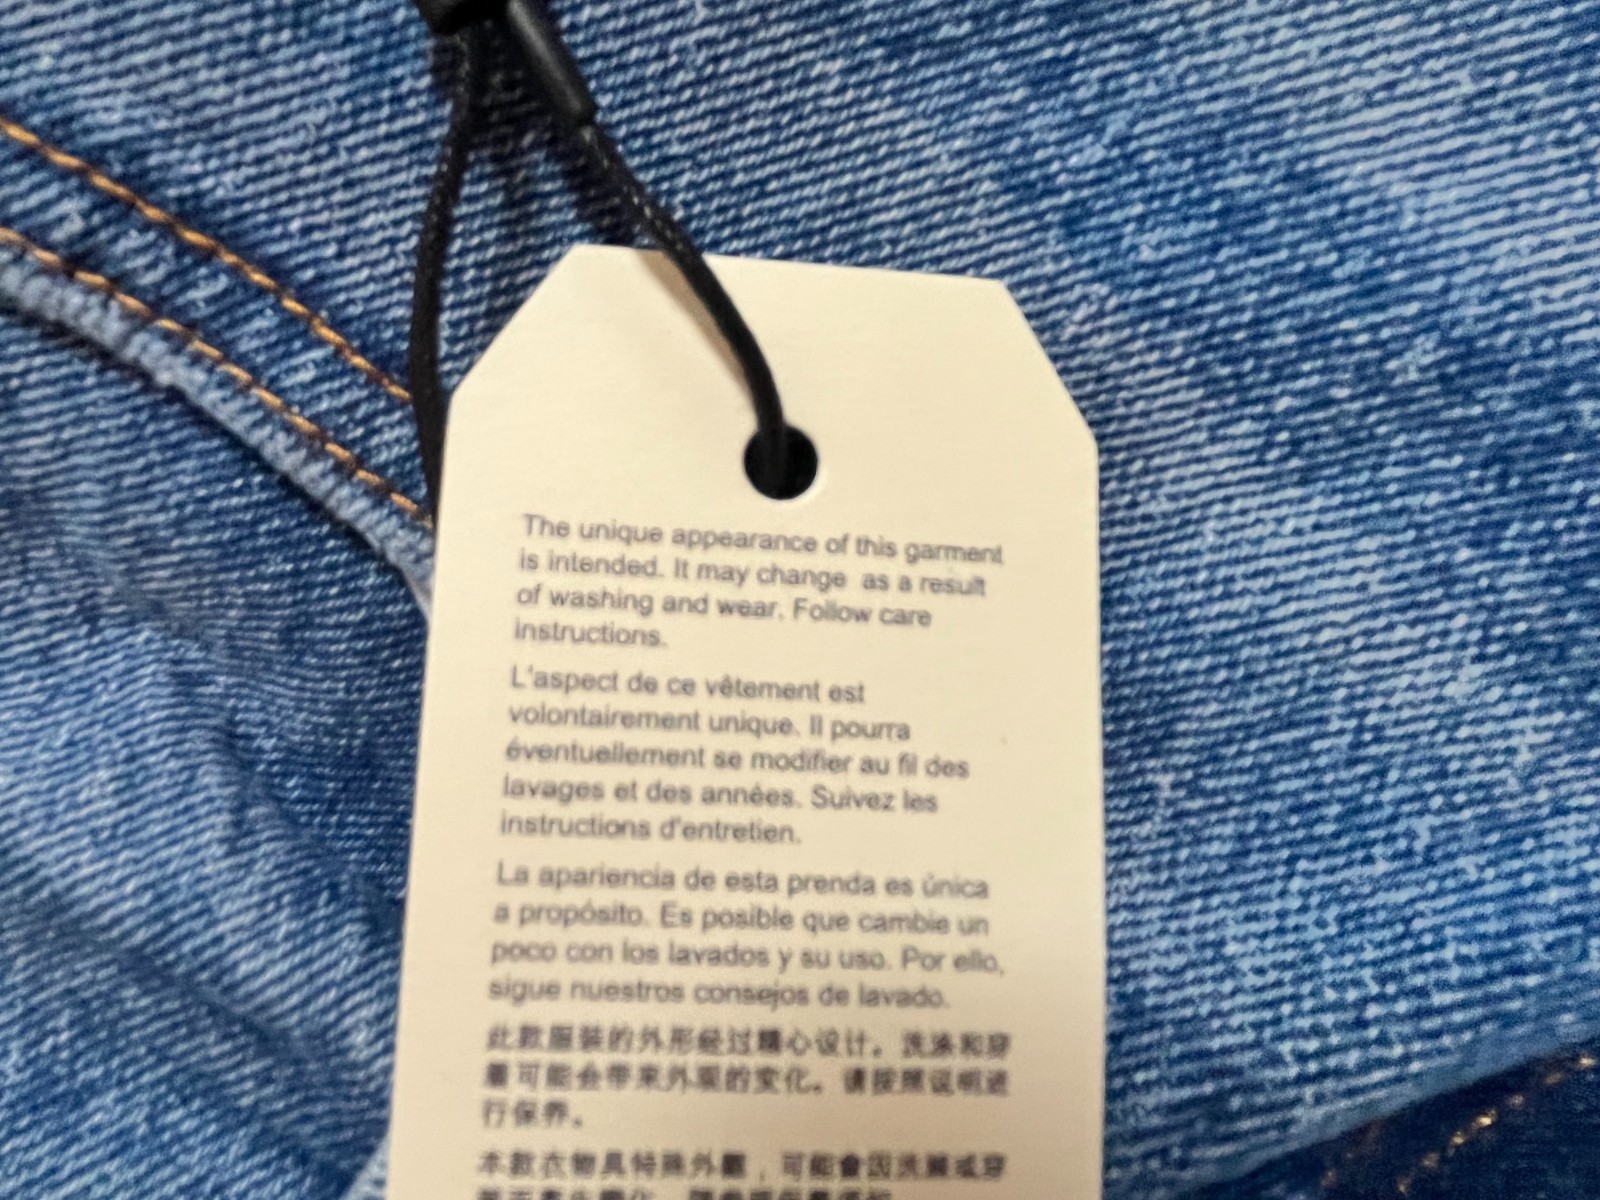 The unique appearance of this garment
is intended. It may change as a result
of washing and wear. Follow care
instructions.
L'aspect de ce vêtement est
volontairement unique. Il pourra
éventuellement se modifier au fil des
lavages et des années. Suivez les
instructions d'entretien.
La apariencia de esta prenda es única
a propósito. Es posible que cambie un
poco con los lavados y su uso. Por ello,
sigue nuestros consejos de lavado.
此款服装的外形经过精心设计。洗涤和穿
着可能会带来外观的变化。请按照说明进
行保养。
本款衣物具特殊外觀，可能會因洗滌或穿